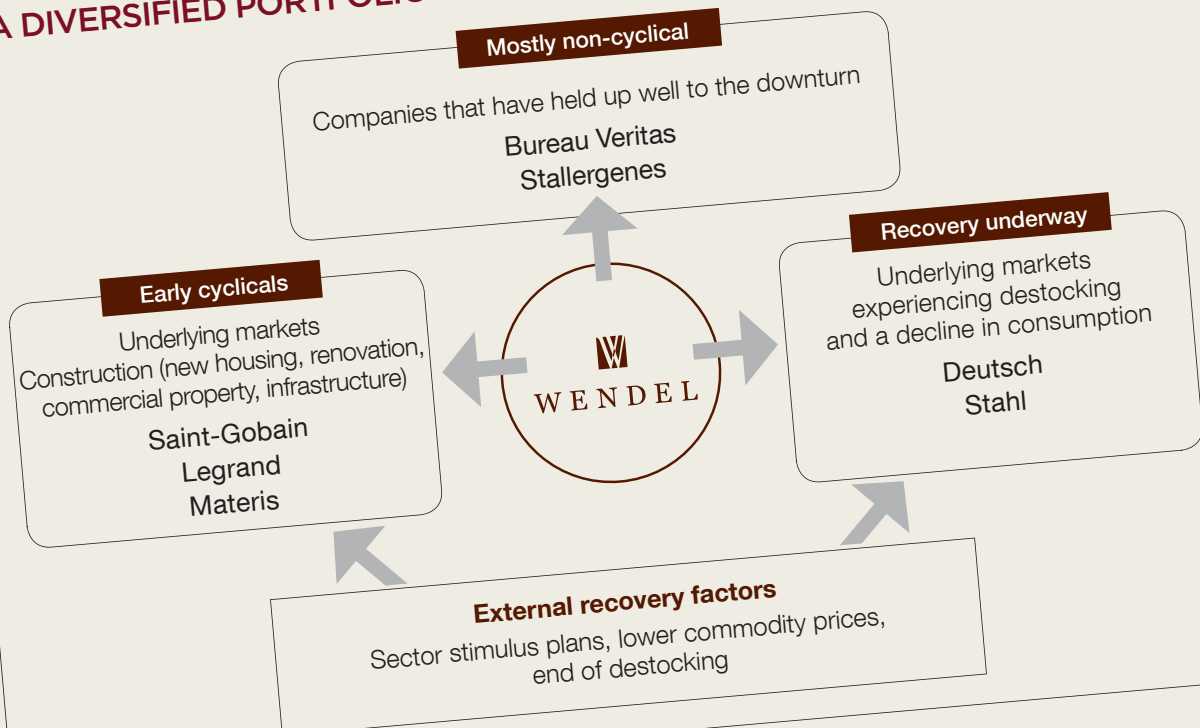 A DIVERSIFIED PORTFOLIO
Mostly non-cyclical
Companies that have held up well to the downturn
Bureau Veritas
Stallergenes
Early cyclicals
Underlying markets
Construction (new housing, renovation,
commercial property, infrastructure)
Saint-Gobain
Legrand
Materis
WENDEL
Recovery underway
Underlying markets
experiencing destocking
and a decline in consumption
Deutsch
Stahl
External recovery factors
Sector stimulus plans, lower commodity prices,
end of destocking